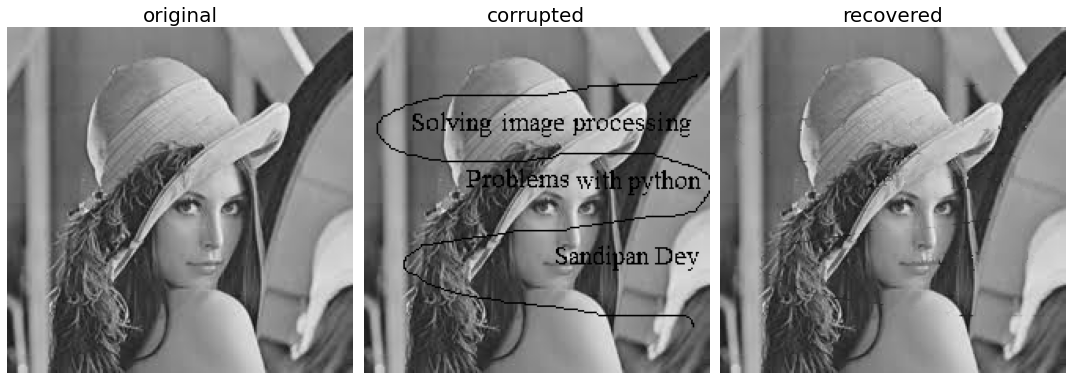 original corrupted recovered
Solving image processing
Problems with python
Sandipan Dey